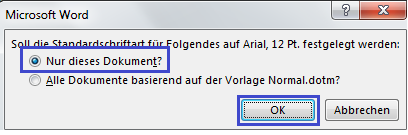 Microsoft Word
Soll die Standardschriftart für Folgendes auf Arial, 12 Pt. festgelegt werden:
Nur dieses Dokument?
Alle Dokumente basierend auf der Vorlage Normal.dotm?
OK
Abbrechen